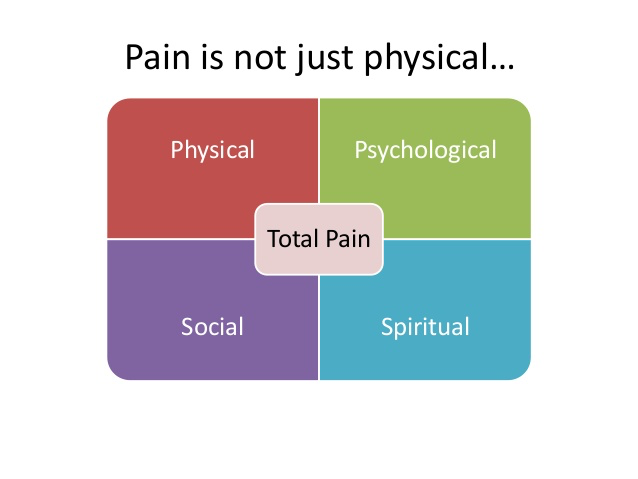 Pain is not just physical...
Physical
Psychological
Total Pain
Social
Spiritual